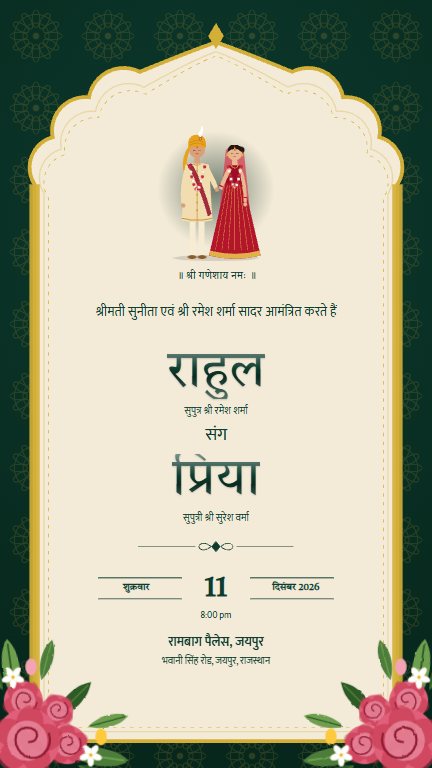 ॥ श्री गणेशाय नमः ॥
श्रीमती सुनीता एवं श्री रमेश शर्मा सादर आमंत्रित करते हैं
राहुल
सुपुत्र श्री रमेश शर्मा
संग
प्रिया
सुपुत्री श्री सुरेश वर्मा
शुक्रवार 11 दिसंबर 2026
8:00 pm
रामबाग पैलेस, जयपुर
भवानी सिंह रोड, जयपुर, राजस्थान